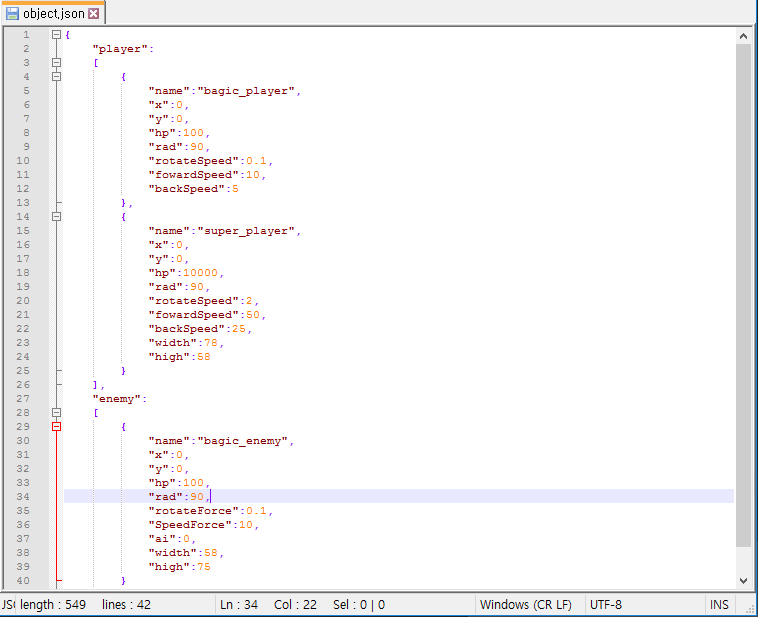 object.json
1 {
2 "player":
3 [
4 {
5 "name":"bagic_player",
6 "x":0,
7 "y":0,
8 "hp":100,
9 "rad":90,
10 "rotateSpeed":0.1,
11 "fowardSpeed":10,
12 "backSpeed":5
13 },
14 {
15 "name":"super_player",
16 "x":0,
17 "y":0,
18 "hp":10000,
19 "rad":90,
20 "rotateSpeed":2,
21 "fowardSpeed":50,
22 "backSpeed":25,
23 "width":78,
24 "high":58
25 }
26 ],
27 "enemy":
28 [
29 {
30 "name":"bagic_enemy",
31 "x":0,
32 "y":0,
33 "hp":100,
34 "rad":90,
35 "rotateForce":0.1,
36 "SpeedForce":10,
37 "ai":0,
38 "width":58,
39 "high":75
40 }
JS length : 549 lines : 42 Ln : 34 Col : 22 Sel : 0 | 0 Windows (CR LF) UTF-8 INS